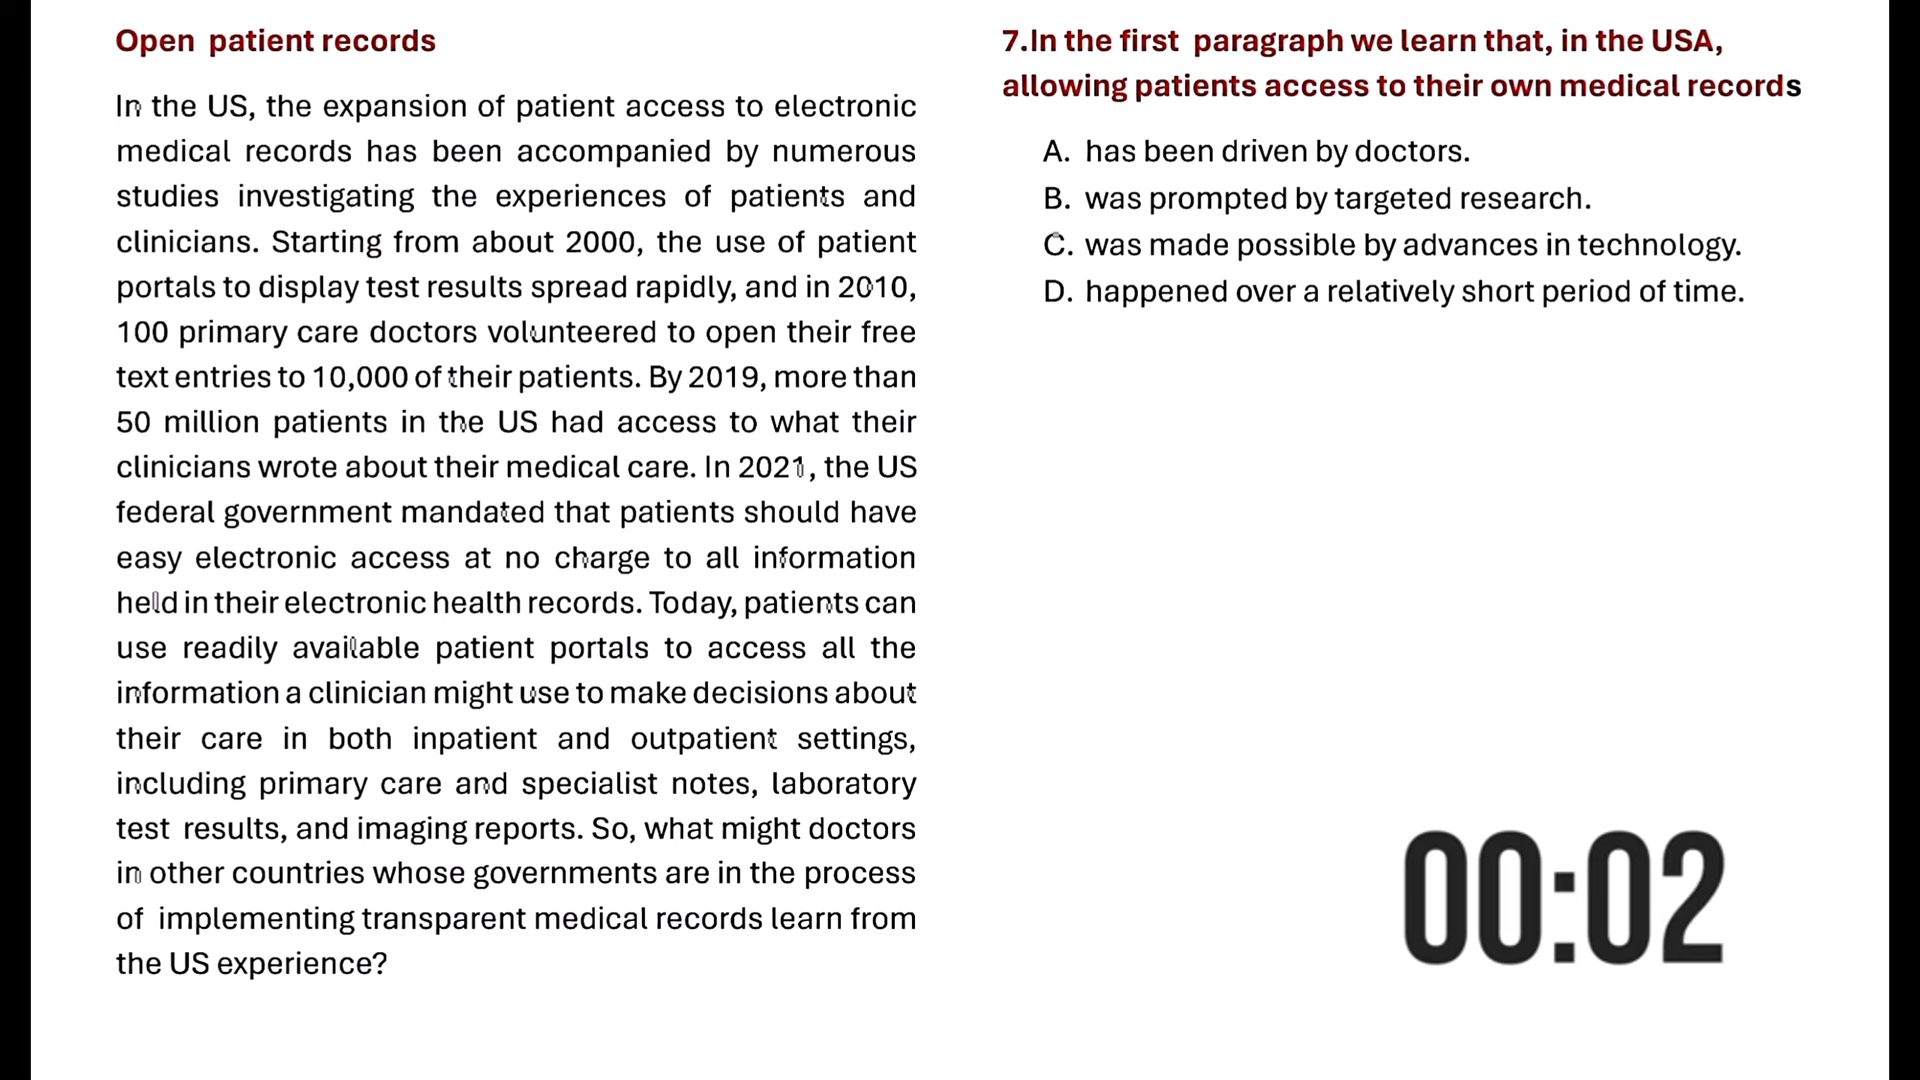 Open patient records
In the US, the expansion of patient access to electronic
medical records has been accompanied by numerous
studies investigating the experiences of patients and
clinicians. Starting from about 2000, the use of patient
portals to display test results spread rapidly, and in 2010,
100 primary care doctors volunteered to open their free
text entries to 10,000 of their patients. By 2019, more than
50 million patients in the US had access to what their
clinicians wrote about their medical care. In 2021, the US
federal government mandated that patients should have
easy electronic access at no charge to all information
held in their electronic health records. Today, patients can
use readily available patient portals to access all the
information a clinician might use to make decisions about
their care in both inpatient and outpatient settings,
including primary care and specialist notes, laboratory
test results, and imaging reports. So, what might doctors
in other countries whose governments are in the process
of implementing transparent medical records learn from
the US experience?
7.In the first paragraph we learn that, in the USA,
allowing patients access to their own medical records
A. has been driven by doctors.
B. was prompted by targeted research.
C. was made possible by advances in technology.
D. happened over a relatively short period of time.
00:02